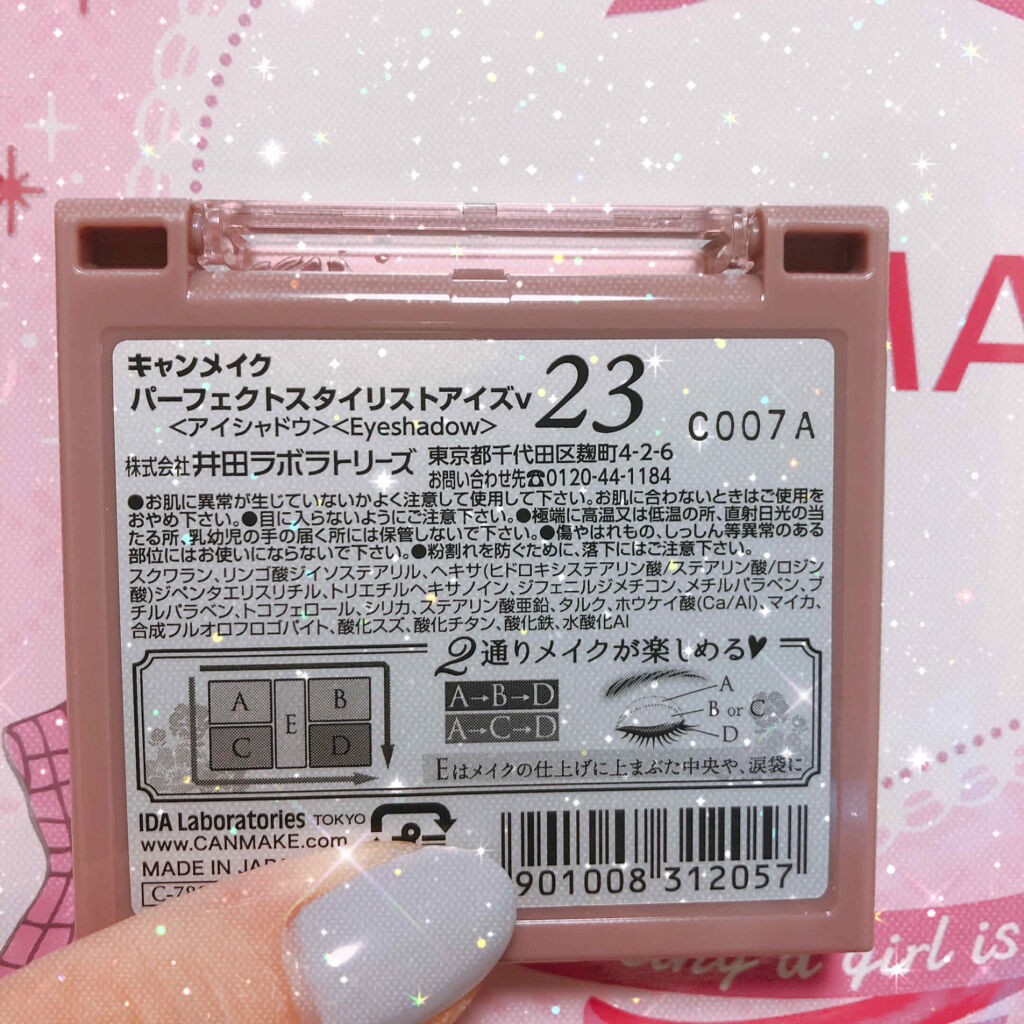 キャンメイク
パーフェクトスタイリストアイズv
23
<アイシャドウ><Eyeshadow>
C007A
株式会社 井田ラボラトリーズ
東京都千代田区麹町4-2-6
お問い合わせ先☎0120-44-1184
●お肌に異常が生じていないかよく注意して使用して下さい。お肌に合わないときはご使用を
おやめ下さい。●目に入らないようにご注意下さい。●極端に高温又は低温の所、直射日光の当
たる所、乳幼児の手の届く所には保管しないで下さい。●傷やはれもの、しっしん等異常のある
部位にはお使いにならないで下さい。●粉割れを防ぐために、落下にはご注意下さい。
スクワラン、リンゴ酸ジイソステアリル、ヘキサ(ヒドロキシステアリン酸/ステアリン酸/ロジン
酸)ジペンタエリスリチル、トリエチルヘキサノイン、ジフェニルジメチコン、メチルパラベン、ブ
チルパラベン、トコフェロール、シリカ、ステアリン酸亜鉛、タルク、ホウケイ酸(Ca/Al)、マイカ、
合成フルオロフロゴパイト、酸化スズ、酸化チタン、酸化鉄、水酸化Al
2通りメイクが楽しめる♥
A
B
C
D
E
A→B→D
A→C→D
A
B or C
D
Eはメイクの仕上げに上まぶた中央や、涙袋に
IDA Laboratories TOKYO
www.CANMAKE.com
MADE IN
901008 312057
MA
a girl is